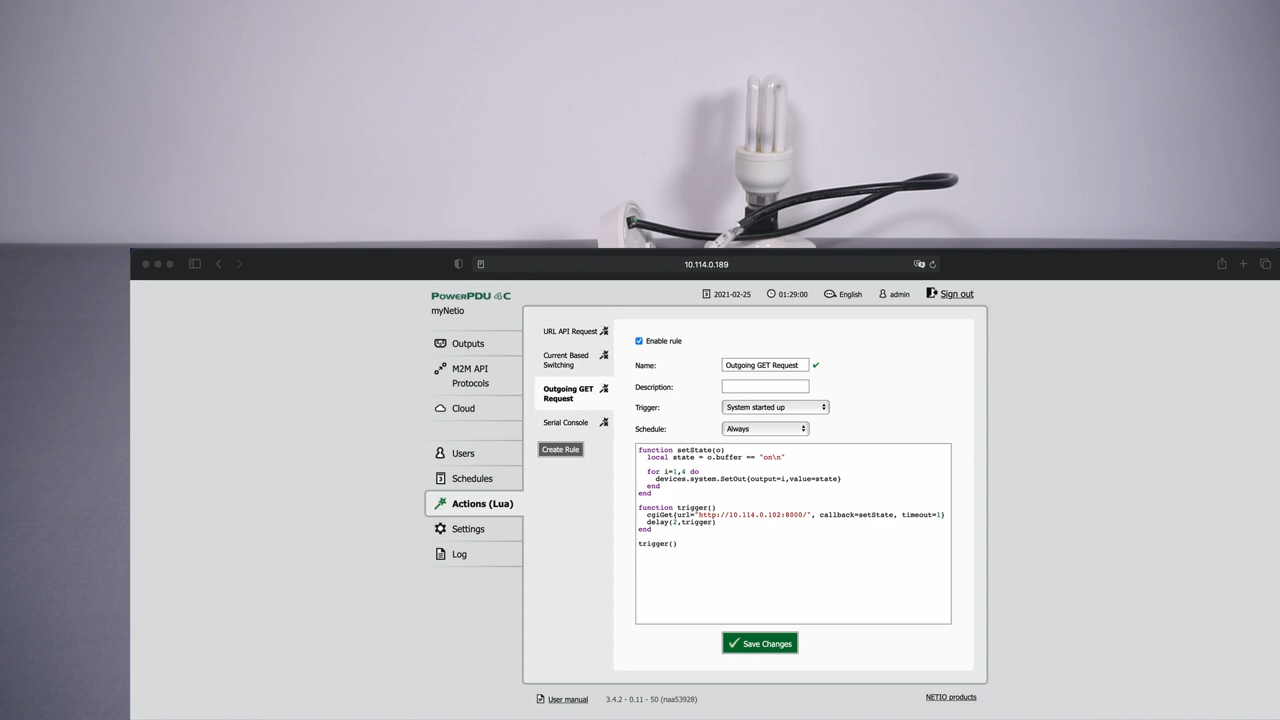 10.114.0.189
PowerPDU 4C
myNetio
2021-02-25
01:29:00
English
admin
Sign out
Outputs
M2M API
Protocols
Cloud
Users
Schedules
Actions (Lua)
Settings
Log
URL API Request
Current Based
Switching
Outgoing GET
Request
Serial Console
Create Rule
Enable rule
Name: Outgoing GET Request
Description:
Trigger: System started up
Schedule: Always
function setState(o)
local state = o.buffer == "on\n"
for i=1,4 do
devices.system.SetOut{output=i,value=state}
end
end
function trigger()
cgiGet{url="http://10.114.0.102:8000/", callback=setState, timeout=1}
delay(2,trigger)
end
trigger()
Save Changes
User manual
3.4.2 - 0.11 - 50 (naa53928)
NETIO products